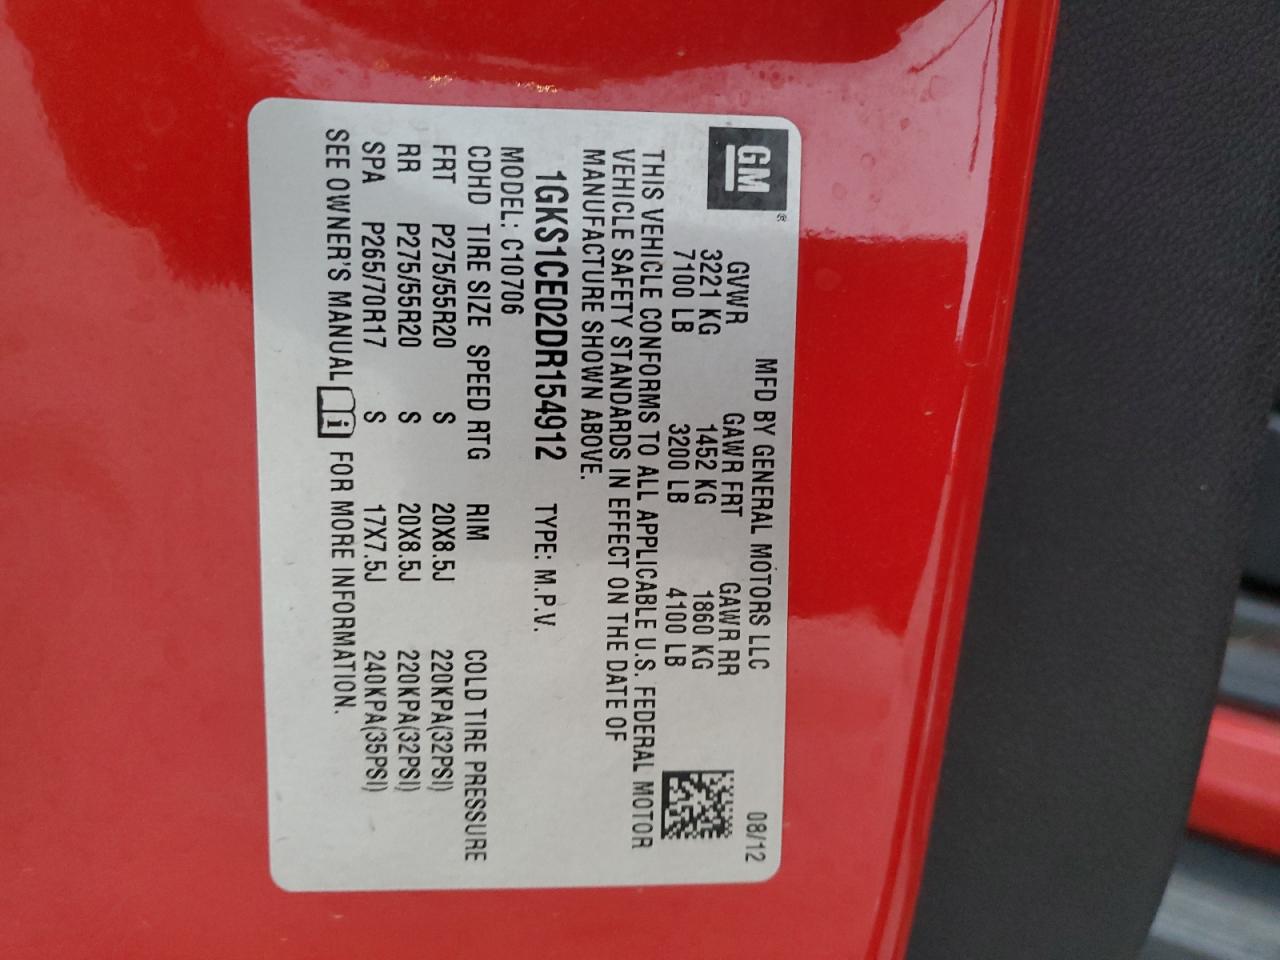 GM®
MFD BY GENERAL MOTORS LLC 08/12
GVWR GAWR FRT GAWR RR
3221 KG 1452 KG 1860 KG
7100 LB 3200 LB 4100 LB
THIS VEHICLE CONFORMS TO ALL APPLICABLE U.S. FEDERAL MOTOR
VEHICLE SAFETY STANDARDS IN EFFECT ON THE DATE OF
MANUFACTURE SHOWN ABOVE.
1GKS1CE02DR154912 TYPE: M.P.V.
MODEL: C10706
CDHD TIRE SIZE SPEED RTG RIM COLD TIRE PRESSURE
FRT P275/55R20 S 20X8.5J 220KPA(32PSI)
RR P275/55R20 S 20X8.5J 220KPA(32PSI)
SPA P265/70R17 S 17X7.5J 240KPA(35PSI)
SEE OWNER'S MANUAL i FOR MORE INFORMATION.